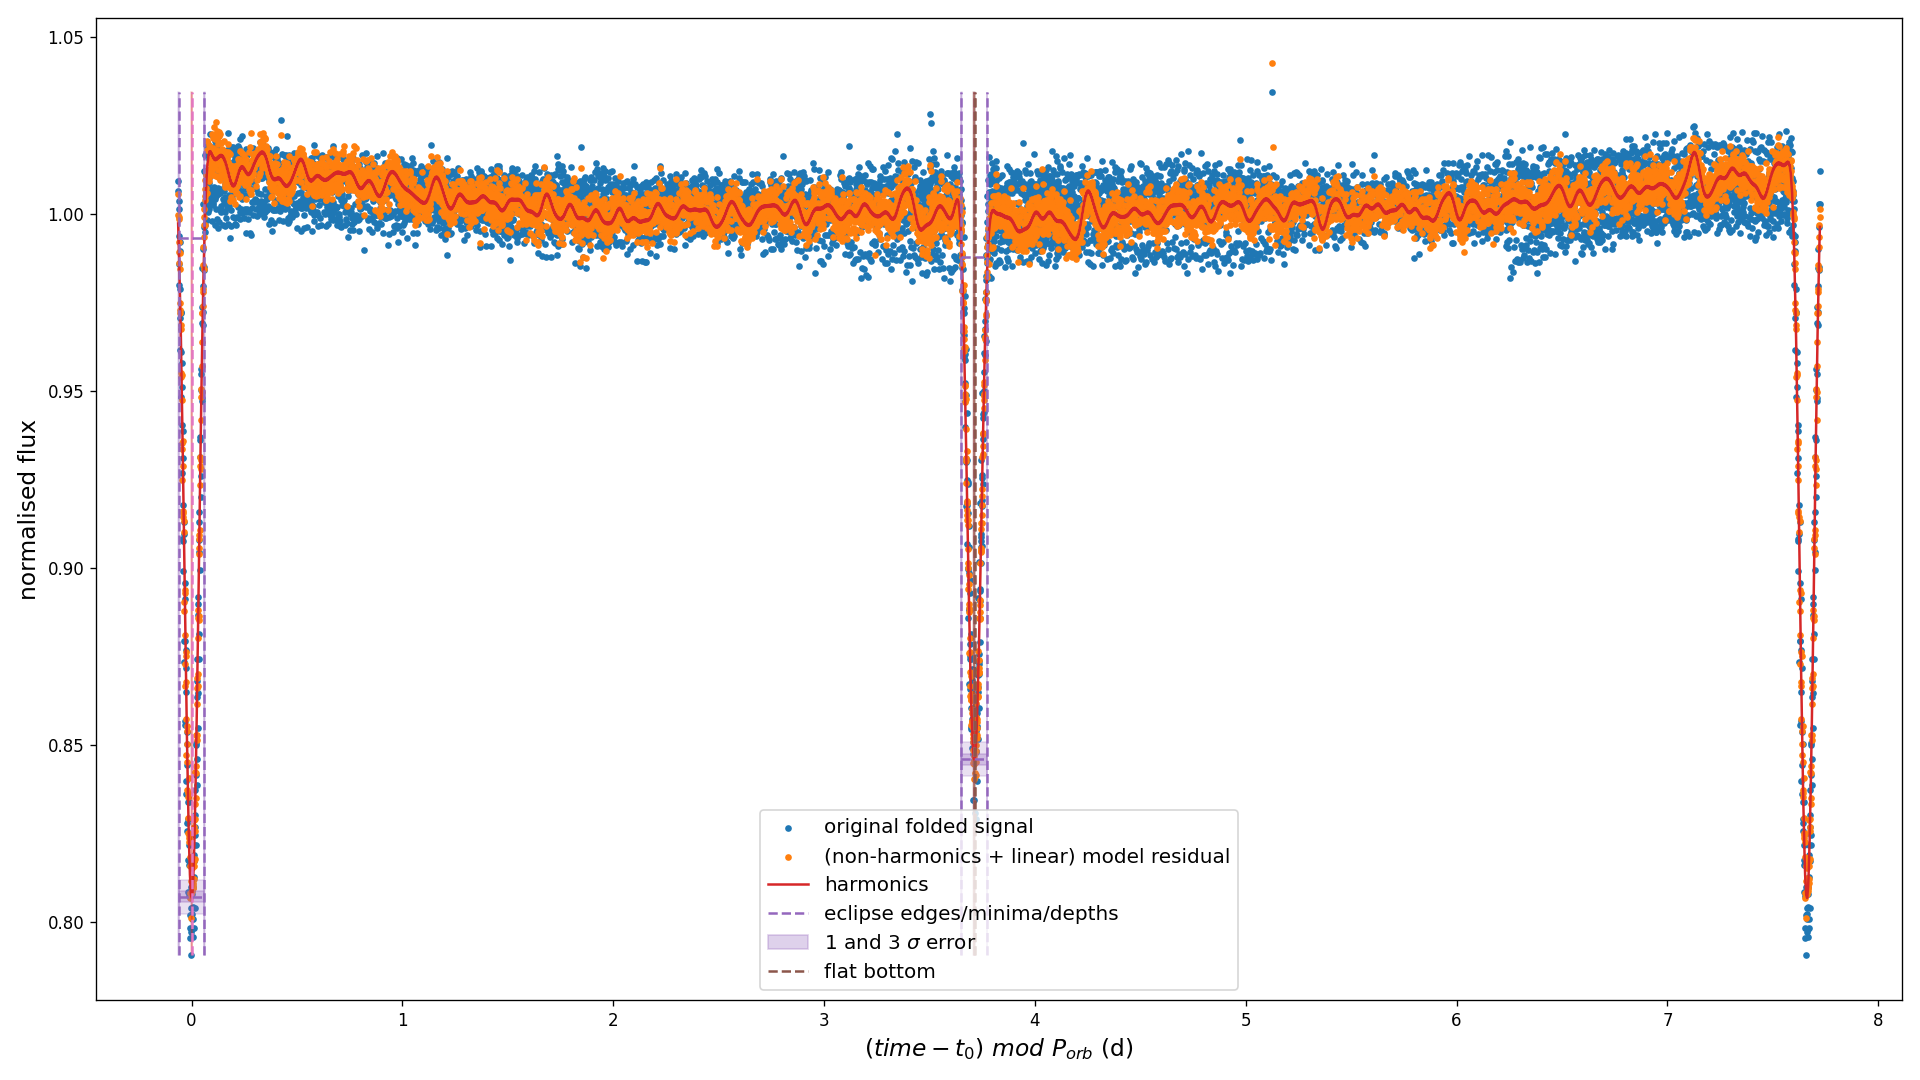 1.05
1.00
0.95
0.90
0.85
0.80
normalised flux
original folded signal
(non-harmonics + linear) model residual
harmonics
eclipse edges/minima/depths
1 and 3 σ error
flat bottom
0 1 2 3 4 5 6 7 8
(time − t₀) mod P_orb (d)